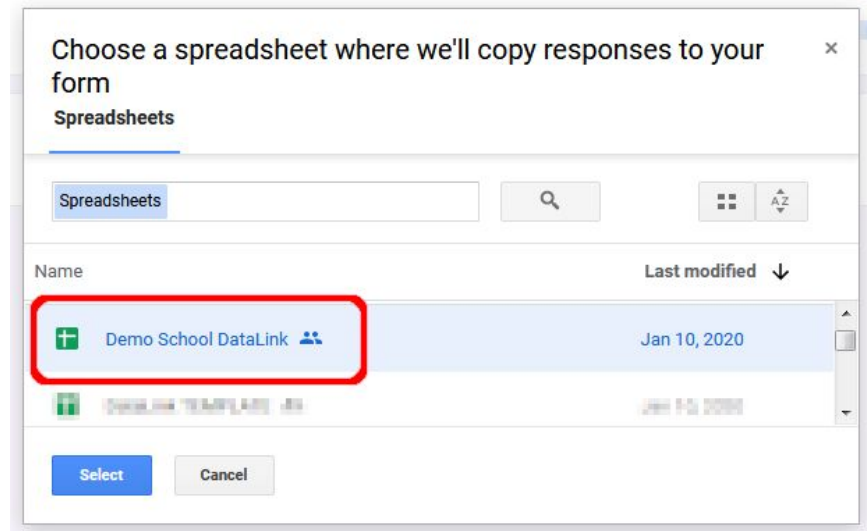 Choose a spreadsheet where we'll copy responses to your
form
Spreadsheets
Spreadsheets
AZ
Name Last modified
Demo School DataLink Jan 10, 2020
Select Cancel